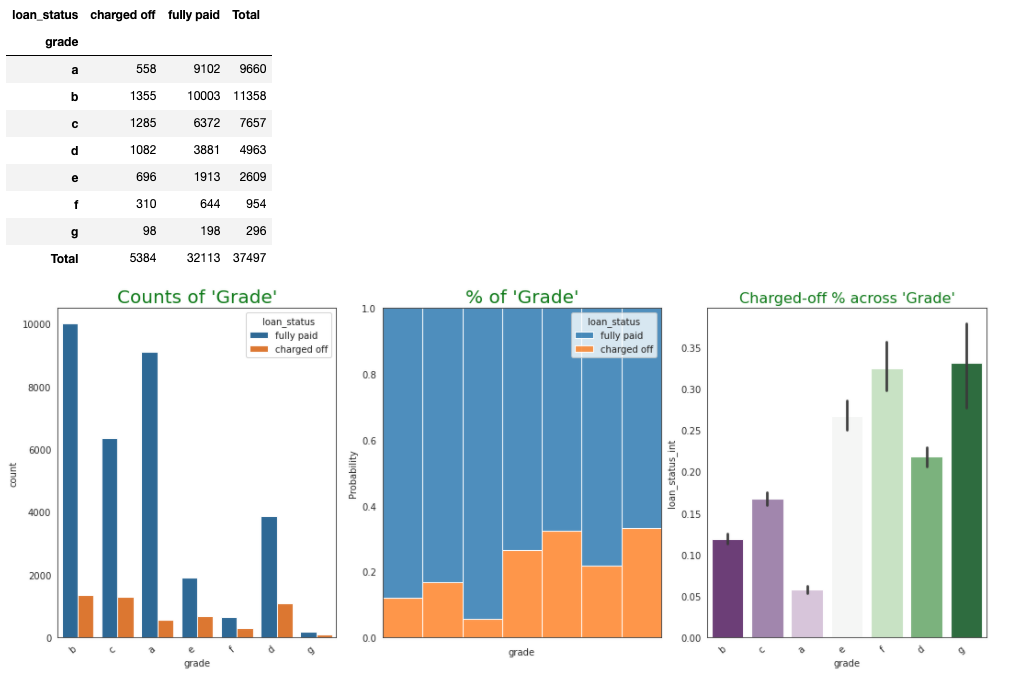 loan_status charged off fully paid Total
grade
a 558 9102 9660
b 1355 10003 11358
c 1285 6372 7657
d 1082 3881 4963
e 696 1913 2609
f 310 644 954
g 98 198 296
Total 5384 32113 37497
Counts of 'Grade'
loan_status
fully paid
charged off
10000
8000
6000
4000
2000
0
count
b c a e f d g
grade
% of 'Grade'
loan_status
fully paid
charged off
1.0
0.8
0.6
0.4
0.2
0.0
Probability
grade
Charged-off % across 'Grade'
0.35
0.30
0.25
0.20
0.15
0.10
0.05
0.00
loan_status_int
b c a e f d g
grade